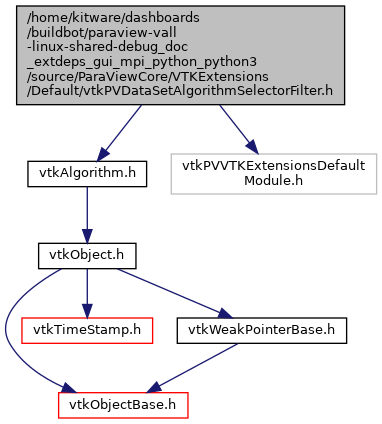 /home/kitware/dashboards
/buildbot/paraview-vall
-linux-shared-debug_doc
_extdeps_gui_mpi_python_python3
/source/ParaViewCore/VTKExtensions
/Default/vtkPVDataSetAlgorithmSelectorFilter.h
vtkAlgorithm.h
vtkPVVTKExtensionsDefault
Module.h
vtkObject.h
vtkTimeStamp.h
vtkWeakPointerBase.h
vtkObjectBase.h